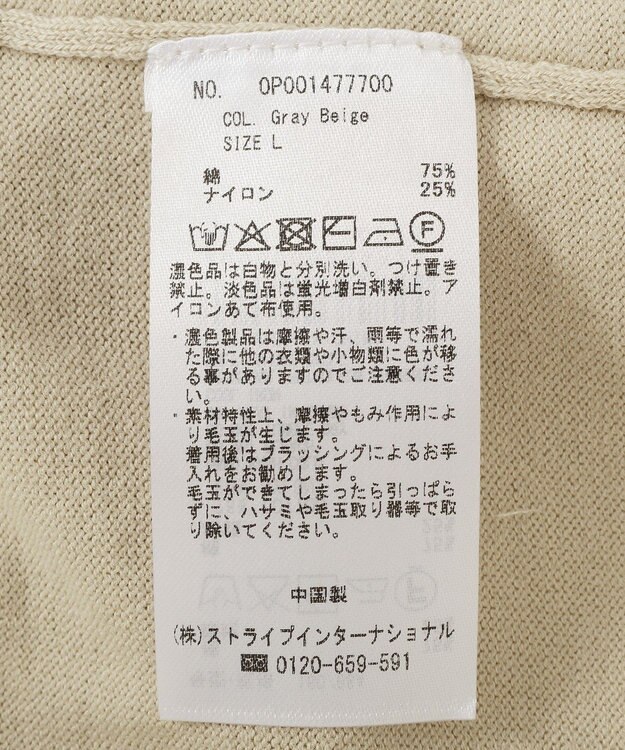 NO. OP001477700
COL. Gray Beige
SIZE L
綿 75%
ナイロン 25%
濃色品は白物と分別洗い。つけ置き
禁止。淡色品は蛍光増白剤禁止。ア
イロンあて布使用。
・濃色製品は摩擦や汗、雨等で濡れ
た際に他の衣類や小物類に色が移
る事がありますのでご注意くださ
い。
・素材特性上、摩擦やもみ作用によ
り毛玉が生じます。
着用後はブラッシングによるお手
入れをお勧めします。
毛玉ができてしまったら引っぱら
ずに、ハサミや毛玉取り器等で取
り除いてください。
中国製
(株)ストライプインターナショナル
0120-659-591